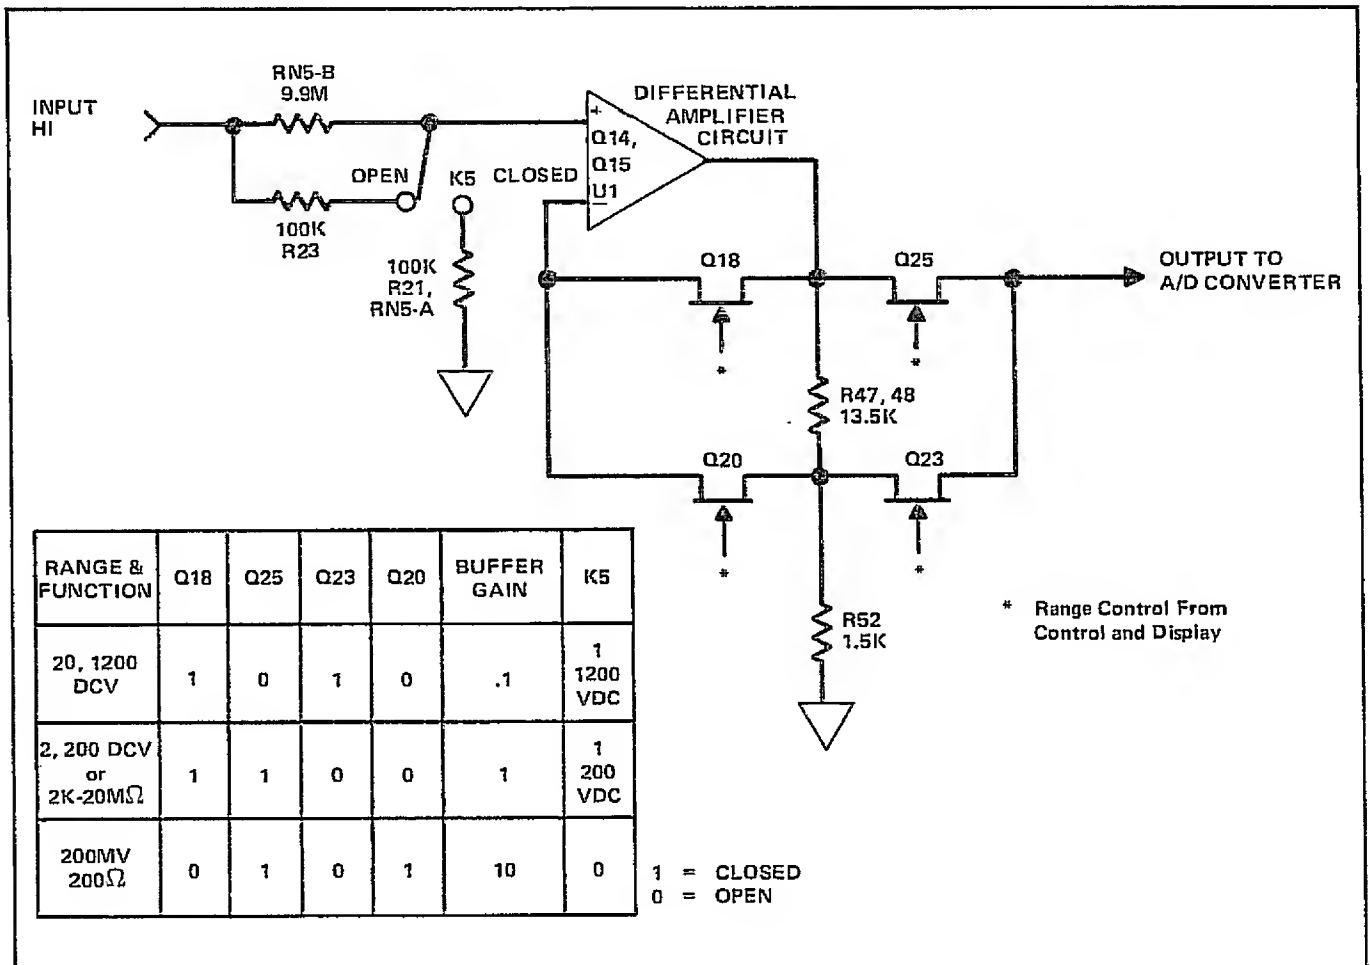 RN5-B
9.9M
INPUT
HI
DIFFERENTIAL
AMPLIFIER
CIRCUIT
+
Q14,
Q15
U1
−
OPEN
K5
CLOSED
100K
R23
100K
R21,
RN5-A
Q18
Q25
OUTPUT TO
A/D CONVERTER
*
*
R47, 48
13.5K
Q20
Q23
*
*
R52
1.5K
* Range Control From
Control and Display
RANGE & FUNCTION Q18 Q25 Q23 Q20 BUFFER GAIN K5
20, 1200 DCV 1 0 1 0 .1 1 1200 VDC
2, 200 DCV or 2K-20MΩ 1 1 0 0 1 1 200 VDC
200MV 200Ω 0 1 0 1 10 0
1 = CLOSED
0 = OPEN